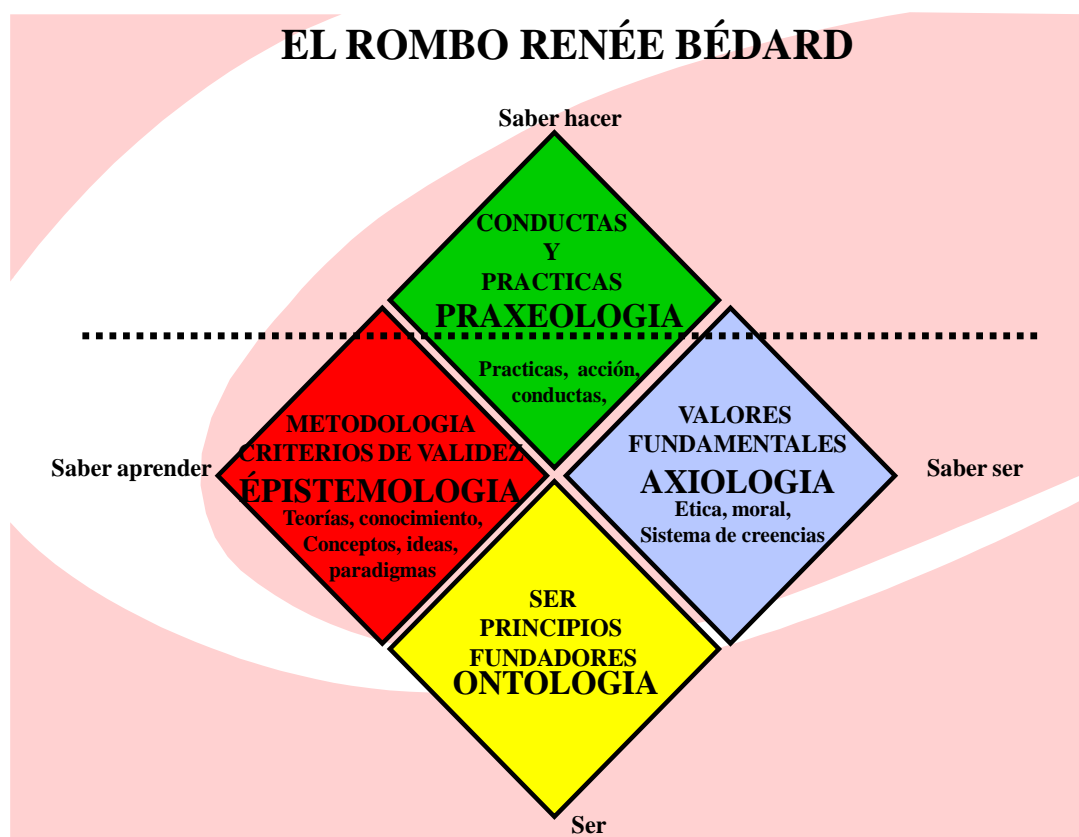 EL ROMBO RENÉE BÉDARD
Saber hacer
CONDUCTAS
Y
PRACTICAS
PRAXEOLOGIA
Practicas, acción,
conductas,
Saber aprender
METODOLOGIA
CRITERIOS DE VALIDEZ
ÉPISTEMOLOGIA
Teorías, conocimiento,
Conceptos, ideas,
paradigmas
VALORES
FUNDAMENTALES
AXIOLOGIA
Etica, moral,
Sistema de creencias
Saber ser
SER
PRINCIPIOS
FUNDADORES
ONTOLOGIA
Ser